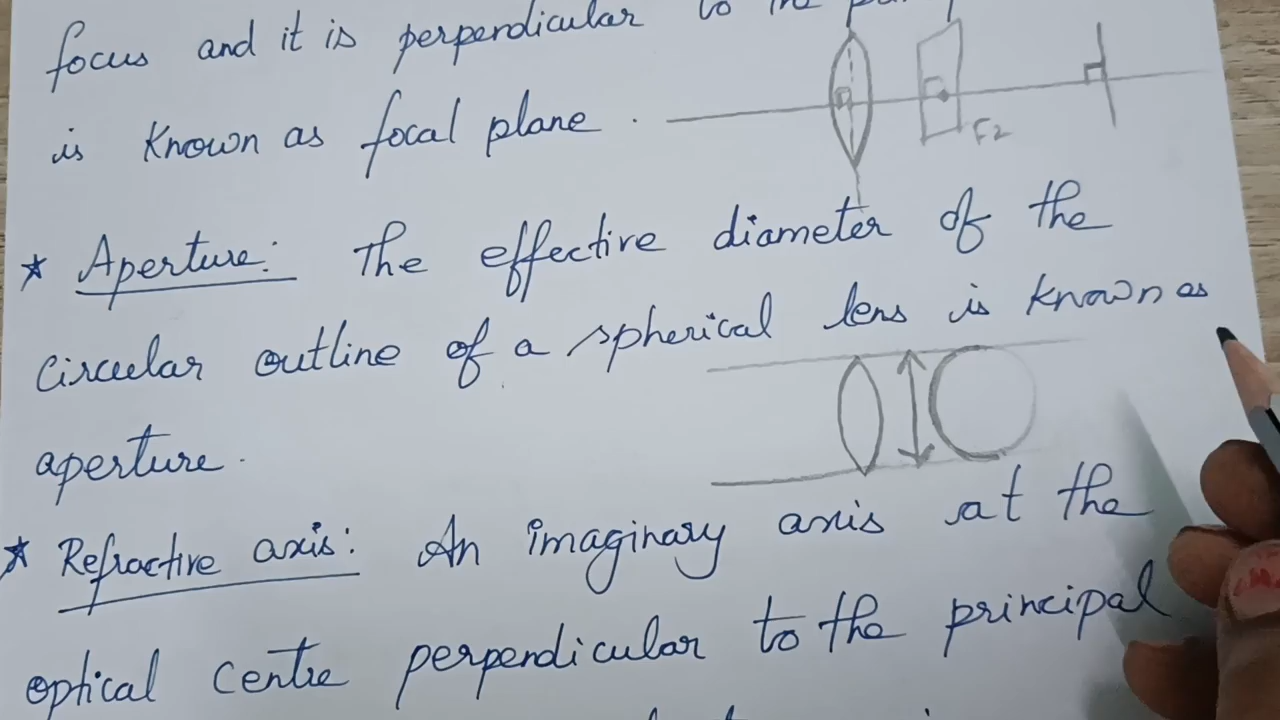 focus and it is perpendicular to the
is known as focal plane.
F2
★ Aperture: The effective diameter of the
circular outline of a spherical lens is known as
aperture.
★ Refractive axis: An imaginary axis at the
optical centre perpendicular to the principal